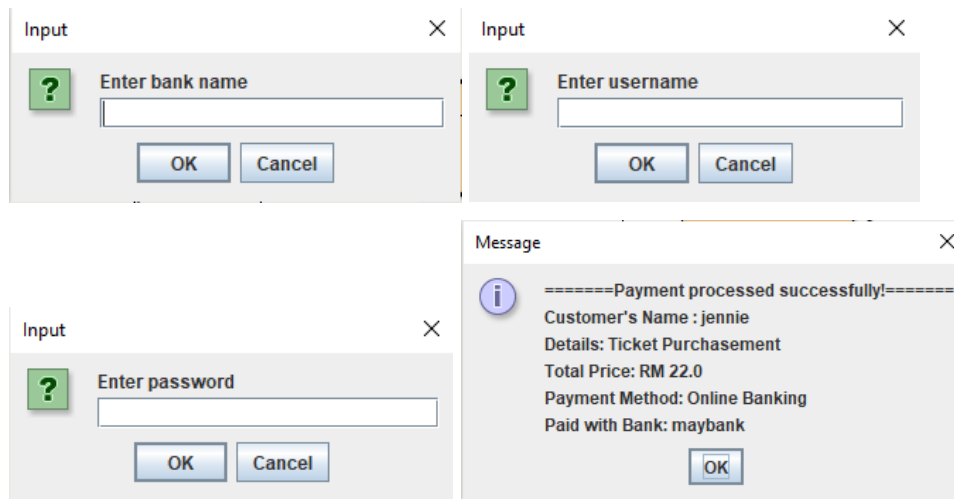 Input
Enter bank name
OK Cancel
Input
Enter username
OK Cancel
Input
Enter password
OK Cancel
Message
=======Payment processed successfully!=======
Customer's Name : jennie
Details: Ticket Purchasement
Total Price: RM 22.0
Payment Method: Online Banking
Paid with Bank: maybank
OK